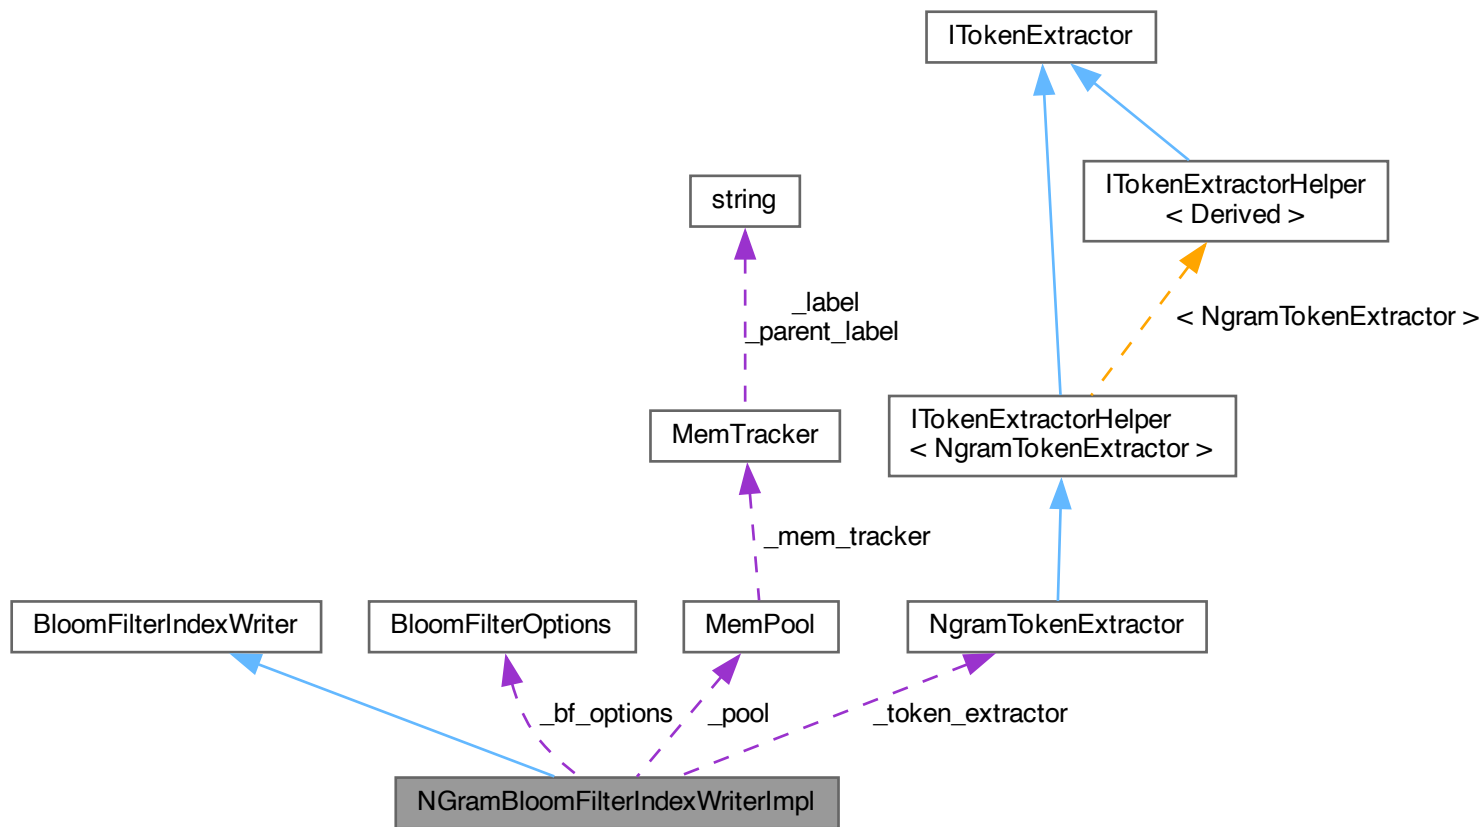 ITokenExtractor
string
ITokenExtractorHelper
< Derived >
_label
_parent_label
< NgramTokenExtractor >
MemTracker
ITokenExtractorHelper
< NgramTokenExtractor >
_mem_tracker
BloomFilterIndexWriter
BloomFilterOptions
MemPool
NgramTokenExtractor
_bf_options
_pool
_token_extractor
NGramBloomFilterIndexWriterImpl